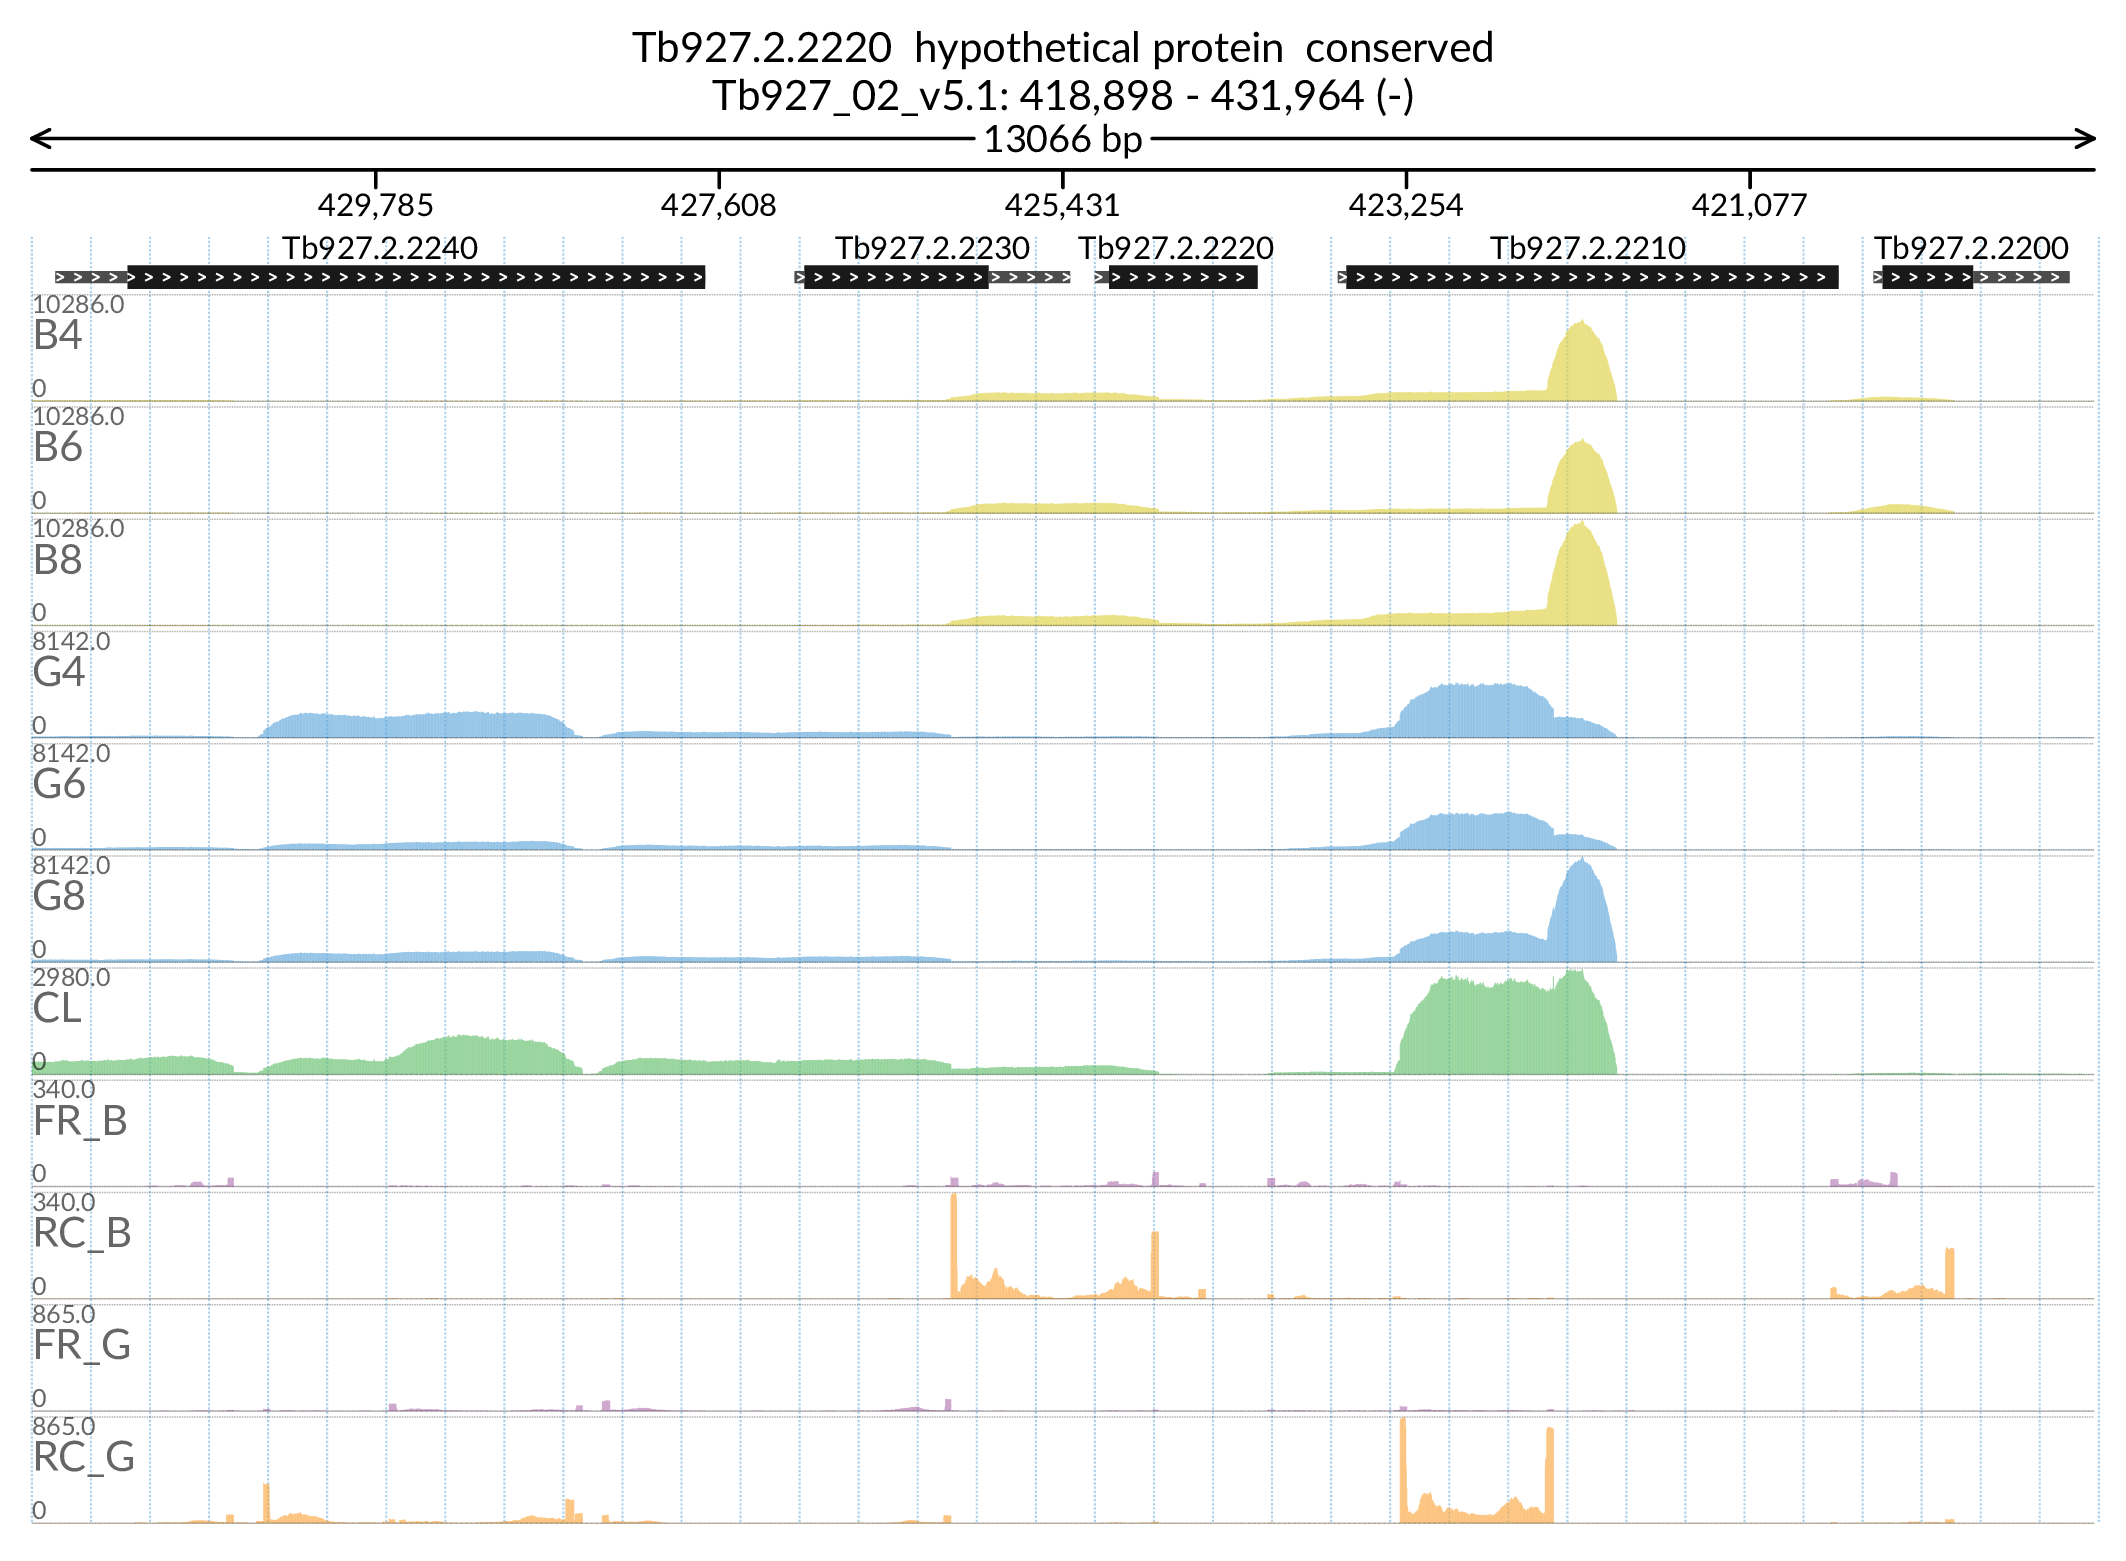 Tb927.2.2220  hypothetical protein  conserved
Tb927_02_v5.1: 418,898 - 431,964 (-)
13066 bp
429,785 427,608 425,431 423,254 421,077
Tb927.2.2240 Tb927.2.2230 Tb927.2.2220 Tb927.2.2210 Tb927.2.2200
10286.0
B4
0
10286.0
B6
0
10286.0
B8
0
8142.0
G4
0
8142.0
G6
0
8142.0
G8
0
2980.0
CL
0
340.0
FR_B
0
340.0
RC_B
0
865.0
FR_G
0
865.0
RC_G
0